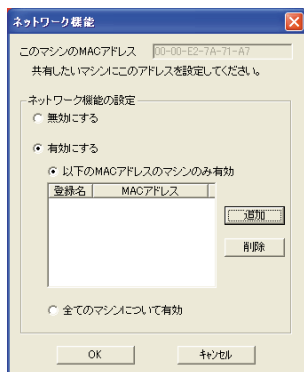 ネットワーク機能
このマシンのMACアドレス 00-00-E2-7A-71-A7
共有したいマシンにこのアドレスを設定してください。
ネットワーク機能の設定
無効にする
有効にする
以下のMACアドレスのマシンのみ有効
登録名 MACアドレス
追加
削除
全てのマシンについて有効
OK キャンセル